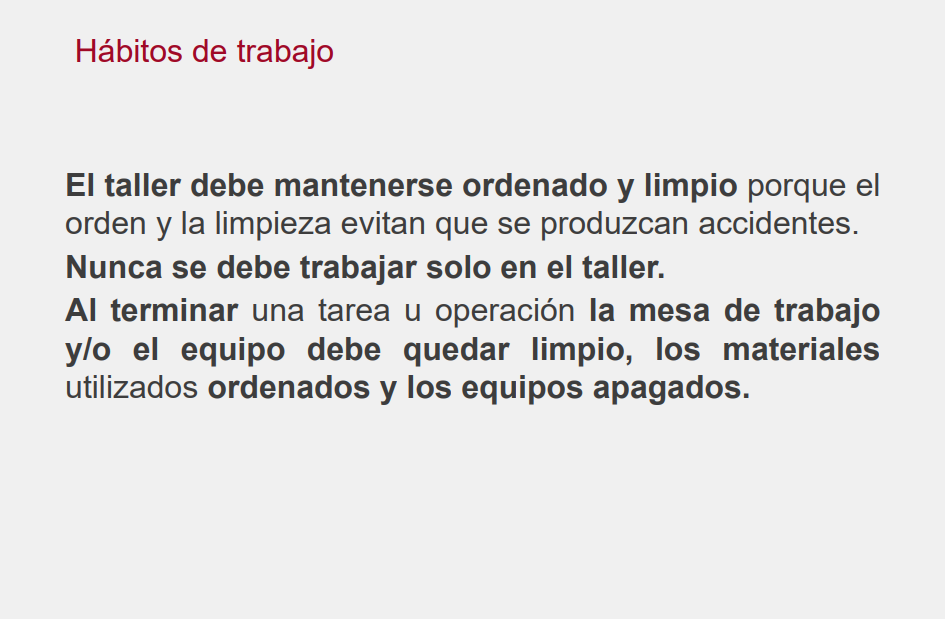 Hábitos de trabajo
El taller debe mantenerse ordenado y limpio porque el
orden y la limpieza evitan que se produzcan accidentes.
Nunca se debe trabajar solo en el taller.
Al terminar una tarea u operación la mesa de trabajo
y/o el equipo debe quedar limpio, los materiales
utilizados ordenados y los equipos apagados.